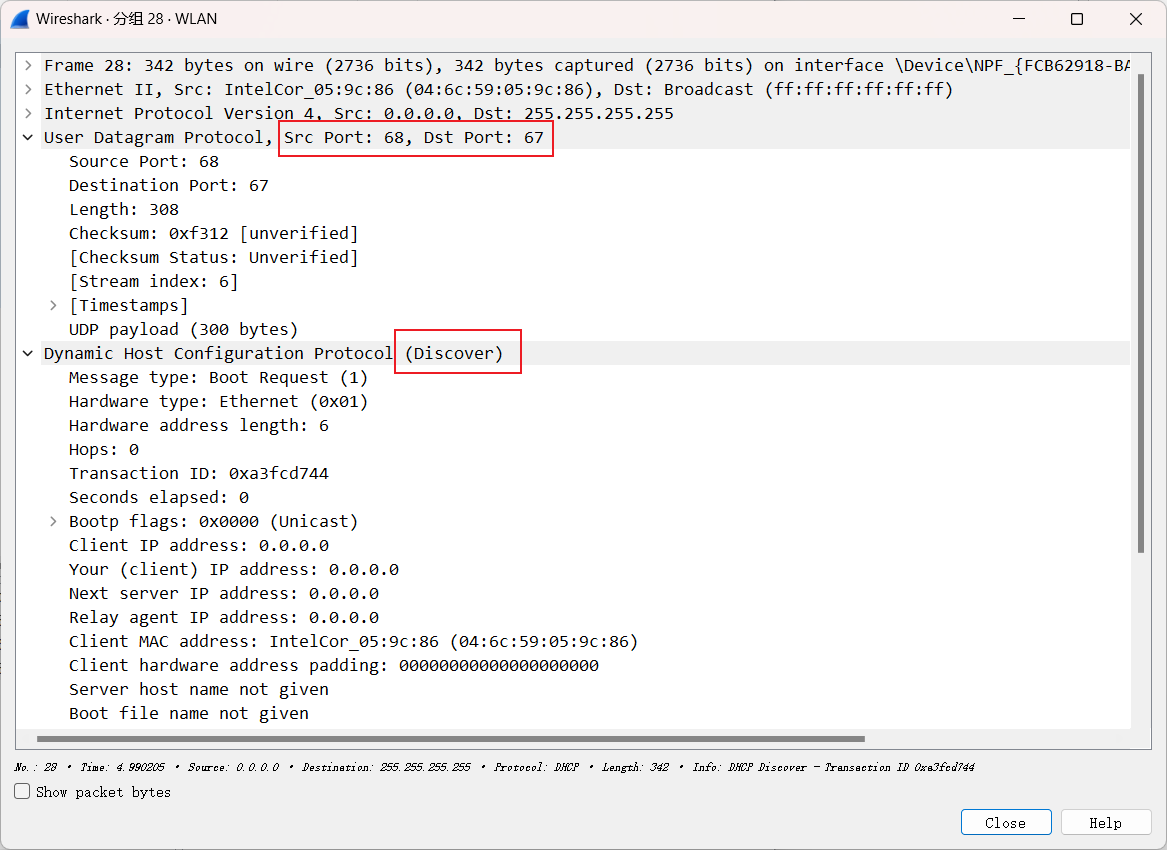 Wireshark · 分组 28 · WLAN
Frame 28: 342 bytes on wire (2736 bits), 342 bytes captured (2736 bits) on interface \Device\NPF_{FCB62918-BA
Ethernet II, Src: IntelCor_05:9c:86 (04:6c:59:05:9c:86), Dst: Broadcast (ff:ff:ff:ff:ff:ff)
Internet Protocol Version 4, Src: 0.0.0.0, Dst: 255.255.255.255
User Datagram Protocol, Src Port: 68, Dst Port: 67
Source Port: 68
Destination Port: 67
Length: 308
Checksum: 0xf312 [unverified]
[Checksum Status: Unverified]
[Stream index: 6]
[Timestamps]
UDP payload (300 bytes)
Dynamic Host Configuration Protocol (Discover)
Message type: Boot Request (1)
Hardware type: Ethernet (0x01)
Hardware address length: 6
Hops: 0
Transaction ID: 0xa3fcd744
Seconds elapsed: 0
Bootp flags: 0x0000 (Unicast)
Client IP address: 0.0.0.0
Your (client) IP address: 0.0.0.0
Next server IP address: 0.0.0.0
Relay agent IP address: 0.0.0.0
Client MAC address: IntelCor_05:9c:86 (04:6c:59:05:9c:86)
Client hardware address padding: 00000000000000000000
Server host name not given
Boot file name not given
No.: 28 · Time: 4.990205 · Source: 0.0.0.0 · Destination: 255.255.255.255 · Protocol: DHCP · Length: 342 · Info: DHCP Discover - Transaction ID 0xa3fcd744
Show packet bytes
Close Help